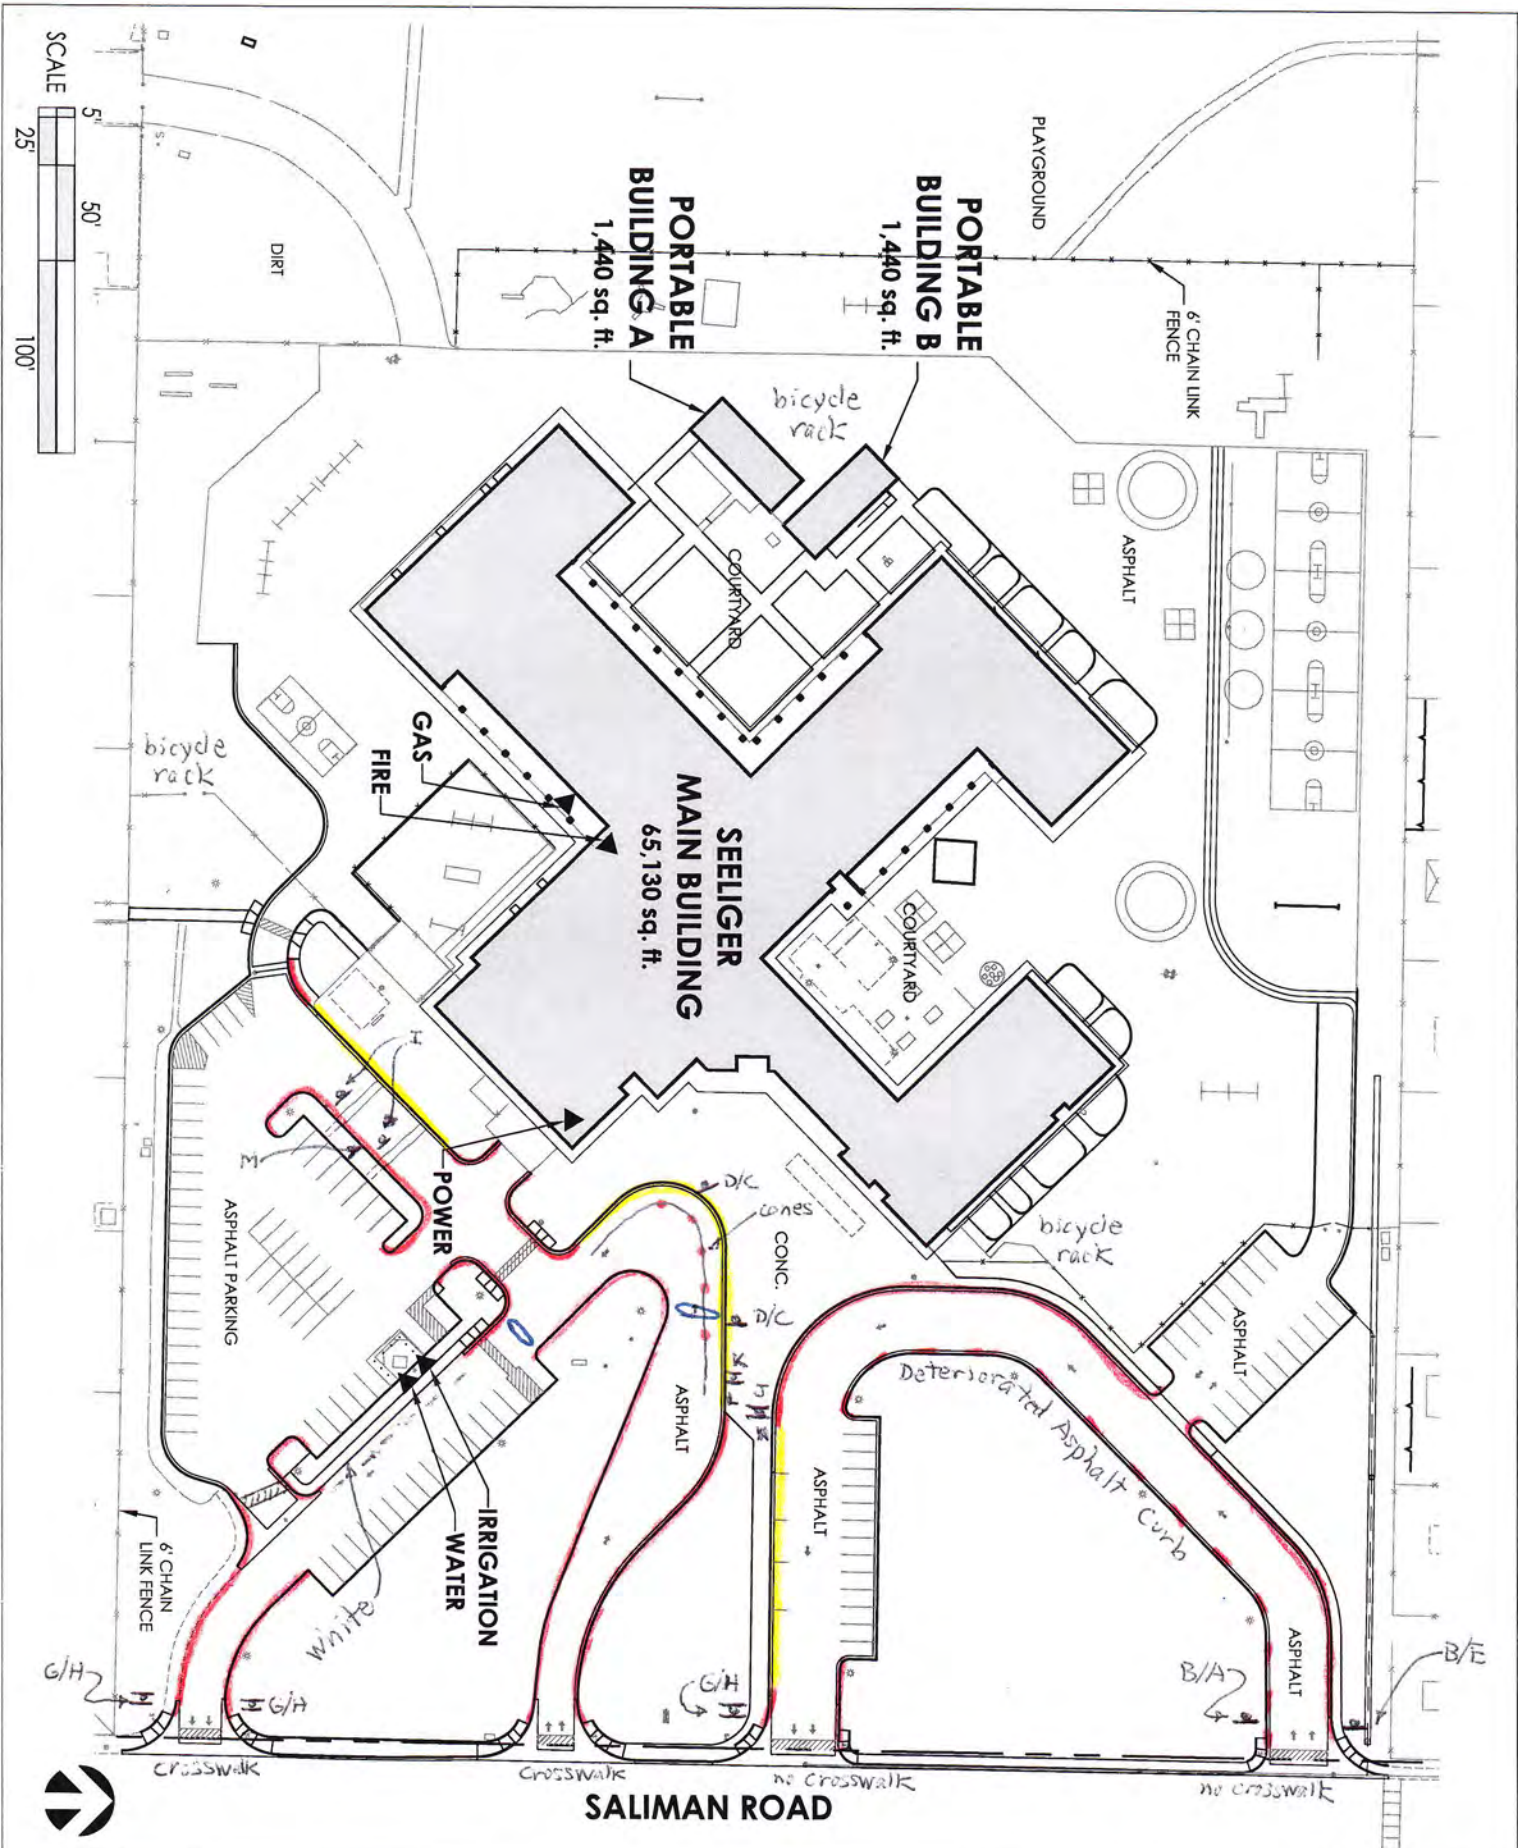 SCALE
5'
25'
50'
100'
DIRT
PLAYGROUND
6' CHAIN LINK
FENCE
PORTABLE
BUILDING A
1,440 sq. ft.
PORTABLE
BUILDING B
1,440 sq. ft.
bicycle
rack
COURTYARD
ASPHALT
GAS
FIRE
bicycle
rack
SEELIGER
MAIN BUILDING
65,130 sq. ft.
COURTYARD
H
M
POWER
D/C
cones
CONC.
D/C
bicycle
rack
ASPHALT
ASPHALT PARKING
Deteriorated Asphalt Curb
ASPHALT
ASPHALT
IRRIGATION
WATER
white
6' CHAIN
LINK FENCE
G/H
G/H
G/H
B/A
ASPHALT
B/E
crosswalk
crosswalk
no crosswalk
no crosswalk
SALIMAN ROAD